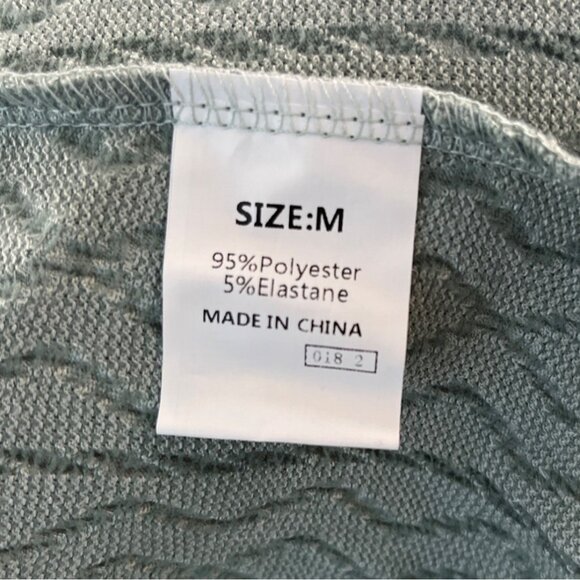 SIZE:M
95%Polyester
5%Elastane
MADE IN CHINA
018 2